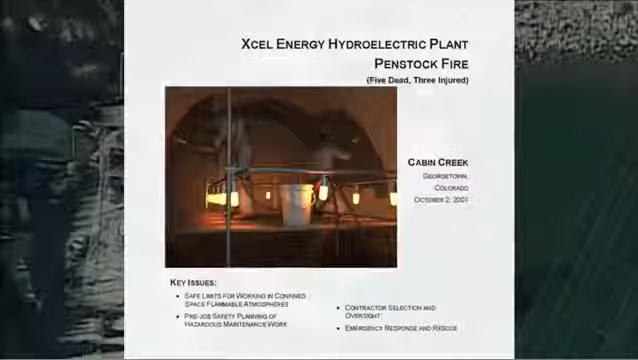 XCEL ENERGY HYDROELECTRIC PLANT
PENSTOCK FIRE
(Five Dead, Three Injured)
CABIN CREEK
GEORGETOWN,
COLORADO
OCTOBER 2, 2007
KEY ISSUES:
• SAFE LIMITS FOR WORKING IN CONFINED
SPACE FLAMMABLE ATMOSPHERES
• PRE-JOB SAFETY PLANNING OF
HAZARDOUS MAINTENANCE WORK
• CONTRACTOR SELECTION AND
OVERSIGHT
• EMERGENCY RESPONSE AND RESCUE